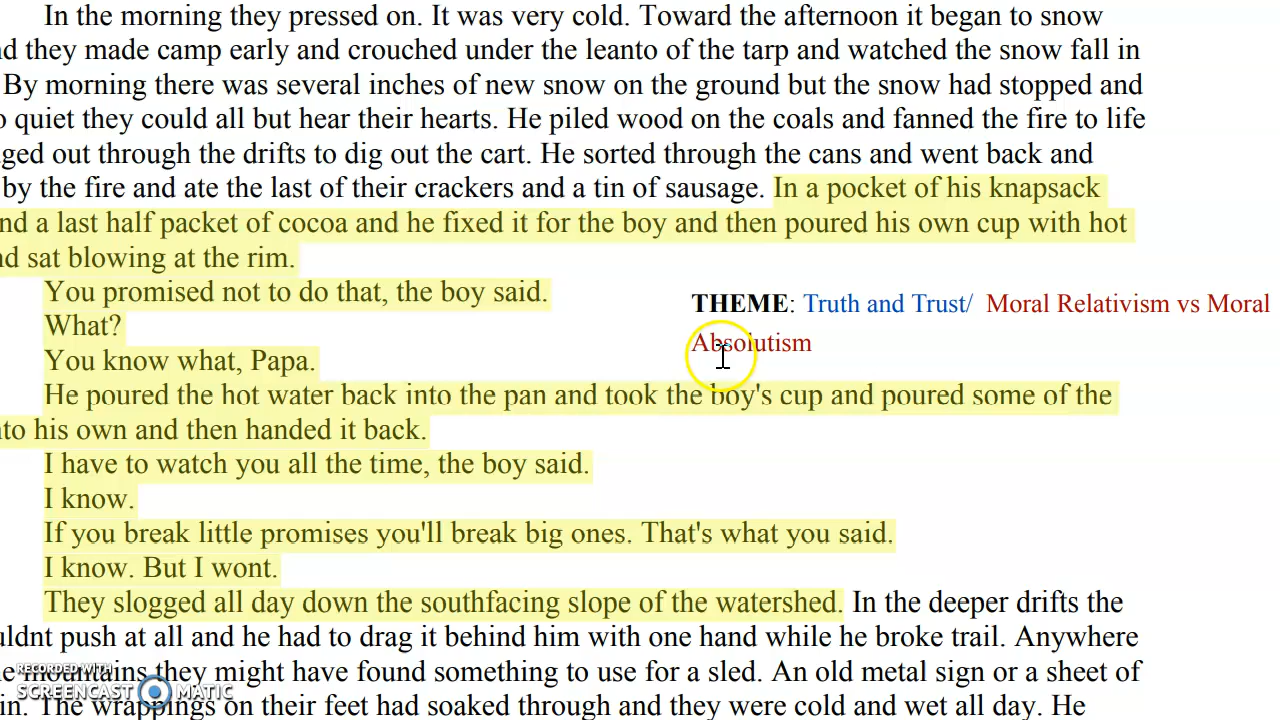 In the morning they pressed on. It was very cold. Toward the afternoon it began to snow
they made camp early and crouched under the leanto of the tarp and watched the snow fall in
By morning there was several inches of new snow on the ground but the snow had stopped and
quiet they could all but hear their hearts. He piled wood on the coals and fanned the fire to life
ged out through the drifts to dig out the cart. He sorted through the cans and went back and
by the fire and ate the last of their crackers and a tin of sausage. In a pocket of his knapsack
nd a last half packet of cocoa and he fixed it for the boy and then poured his own cup with hot
nd sat blowing at the rim.
You promised not to do that, the boy said.
THEME: Truth and Trust/ Moral Relativism vs Moral
What?
Absolutism
You know what, Papa.
He poured the hot water back into the pan and took the boy's cup and poured some of the
nto his own and then handed it back.
I have to watch you all the time, the boy said.
I know.
If you break little promises you'll break big ones. That's what you said.
I know. But I wont.
They slogged all day down the southfacing slope of the watershed. In the deeper drifts the
uldnt push at all and he had to drag it behind him with one hand while he broke trail. Anywhere
e mountains they might have found something to use for a sled. An old metal sign or a sheet of
in. The wrappings on their feet had soaked through and they were cold and wet all day. He
RECORDED WITH
SCREENCAST MATIC